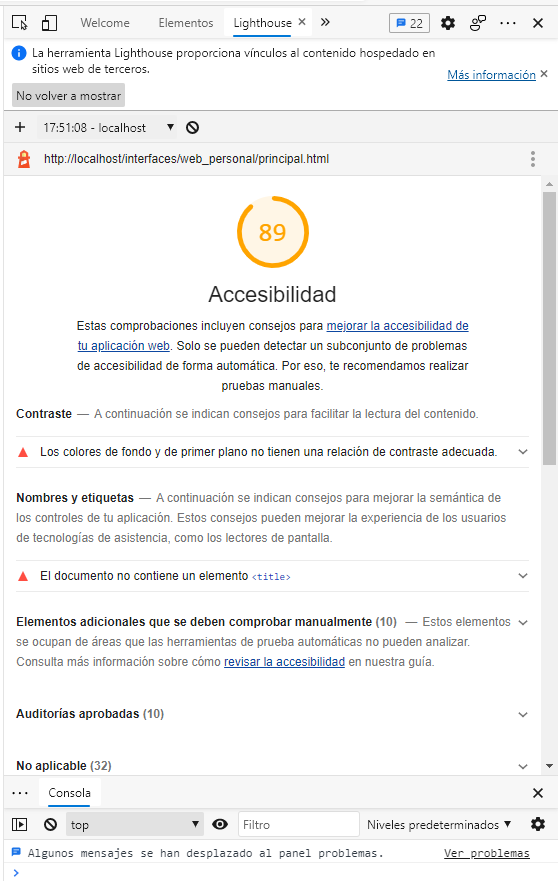 Welcome Elementos Lighthouse × » 22 ··· ×
La herramienta Lighthouse proporciona vínculos al contenido hospedado en
sitios web de terceros.
Más información ×
No volver a mostrar
+ 17:51:08 - localhost ▼
http://localhost/interfaces/web_personal/principal.html
89
Accesibilidad
Estas comprobaciones incluyen consejos para mejorar la accesibilidad de
tu aplicación web. Solo se pueden detectar un subconjunto de problemas
de accesibilidad de forma automática. Por eso, te recomendamos realizar
pruebas manuales.
Contraste — A continuación se indican consejos para facilitar la lectura del contenido.
Los colores de fondo y de primer plano no tienen una relación de contraste adecuada.
Nombres y etiquetas — A continuación se indican consejos para mejorar la semántica de
los controles de tu aplicación. Estos consejos pueden mejorar la experiencia de los usuarios
de tecnologías de asistencia, como los lectores de pantalla.
El documento no contiene un elemento <title>
Elementos adicionales que se deben comprobar manualmente (10) — Estos elementos
se ocupan de áreas que las herramientas de prueba automáticas no pueden analizar.
Consulta más información sobre cómo revisar la accesibilidad en nuestra guía.
Auditorías aprobadas (10)
No aplicable (32)
··· Consola ×
top ▼ Filtro Niveles predeterminados ▼
Algunos mensajes se han desplazado al panel problemas. Ver problemas